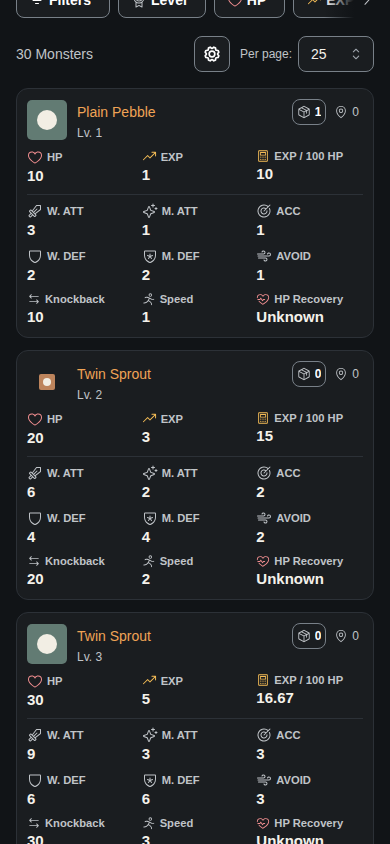 Filters Level HP EXP
30 Monsters Per page: 25
Plain Pebble 1 0
Lv. 1
HP EXP EXP / 100 HP
10 1 10
W. ATT M. ATT ACC
3 1 1
W. DEF M. DEF AVOID
2 2 1
Knockback Speed HP Recovery
10 1 Unknown
Twin Sprout 0 0
Lv. 2
HP EXP EXP / 100 HP
20 3 15
W. ATT M. ATT ACC
6 2 2
W. DEF M. DEF AVOID
4 4 2
Knockback Speed HP Recovery
20 2 Unknown
Twin Sprout 0 0
Lv. 3
HP EXP EXP / 100 HP
30 5 16.67
W. ATT M. ATT ACC
9 3 3
W. DEF M. DEF AVOID
6 6 3
Knockback Speed HP Recovery
30 3 Unknown